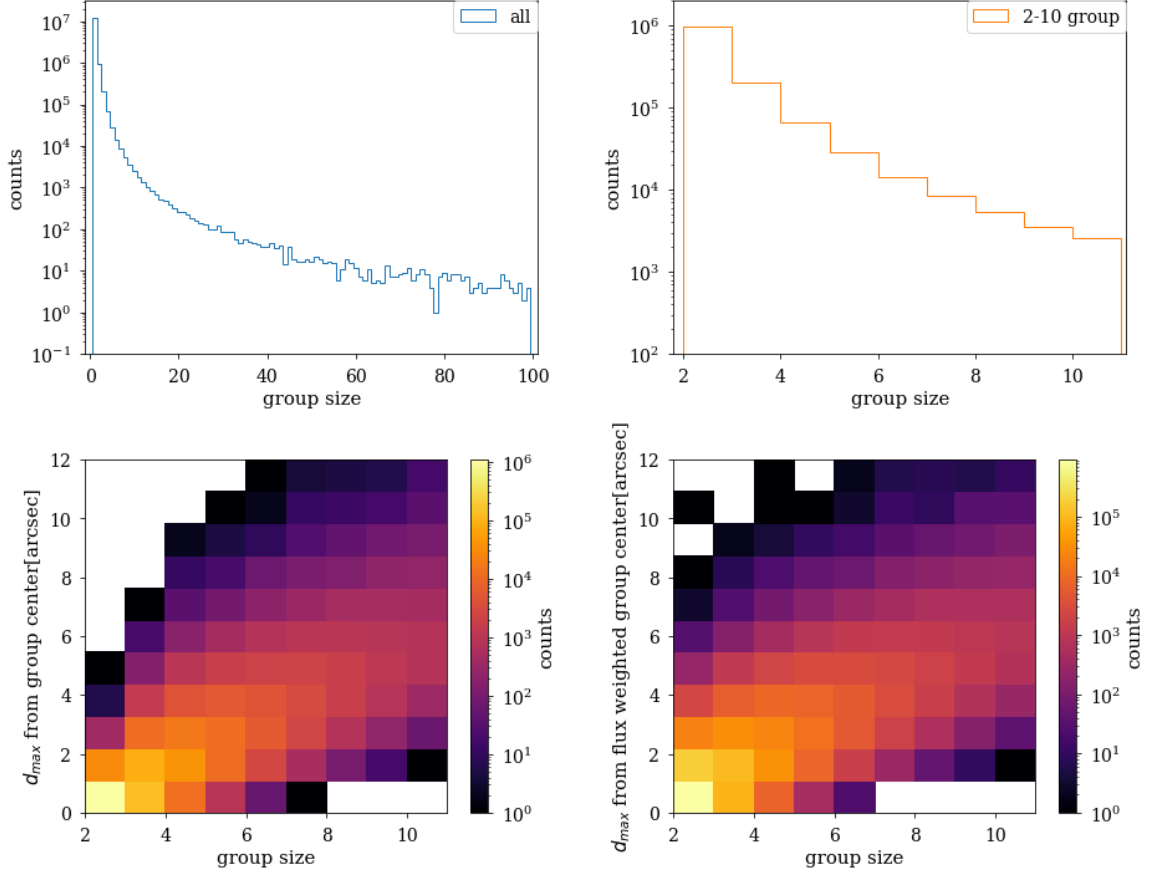 all
10^7
10^6
10^5
10^4
10^3
10^2
10^1
10^0
10^-1
counts
0 20 40 60 80 100
group size
2-10 group
10^6
10^5
10^4
10^3
10^2
counts
2 4 6 8 10
group size
d_max from group center[arcsec]
12
10
8
6
4
2
0
2 4 6 8 10
group size
10^6
10^5
10^4
10^3
10^2
10^1
10^0
counts
d_max from flux weighted group center[arcsec]
12
10
8
6
4
2
0
2 4 6 8 10
group size
10^5
10^4
10^3
10^2
10^1
10^0
counts